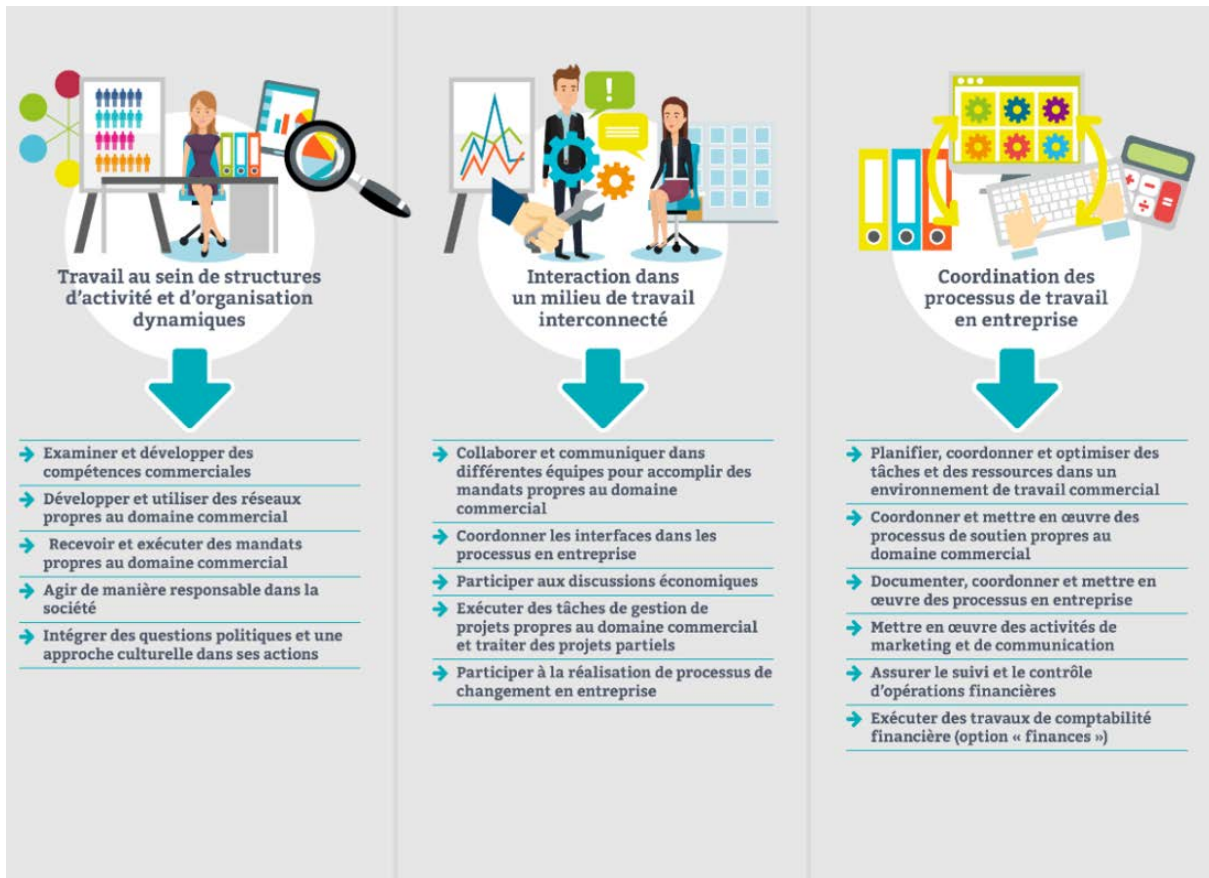 Travail au sein de structures
d’activité et d’organisation
dynamiques
Examiner et développer des
compétences commerciales
Développer et utiliser des réseaux
propres au domaine commercial
Recevoir et exécuter des mandats
propres au domaine commercial
Agir de manière responsable dans la
société
Intégrer des questions politiques et une
approche culturelle dans ses actions
!
Interaction dans
un milieu de travail
interconnecté
Collaborer et communiquer dans
différentes équipes pour accomplir des
mandats propres au domaine
commercial
Coordonner les interfaces dans les
processus en entreprise
Participer aux discussions économiques
Exécuter des tâches de gestion de
projets propres au domaine commercial
et traiter des projets partiels
Participer à la réalisation de processus de
changement en entreprise
+ − =
÷
Coordination des
processus de travail
en entreprise
Planifier, coordonner et optimiser des
tâches et des ressources dans un
environnement de travail commercial
Coordonner et mettre en œuvre des
processus de soutien propres au
domaine commercial
Documenter, coordonner et mettre en
œuvre des processus en entreprise
Mettre en œuvre des activités de
marketing et de communication
Assurer le suivi et le contrôle
d’opérations financières
Exécuter des travaux de comptabilité
financière (option « finances »)